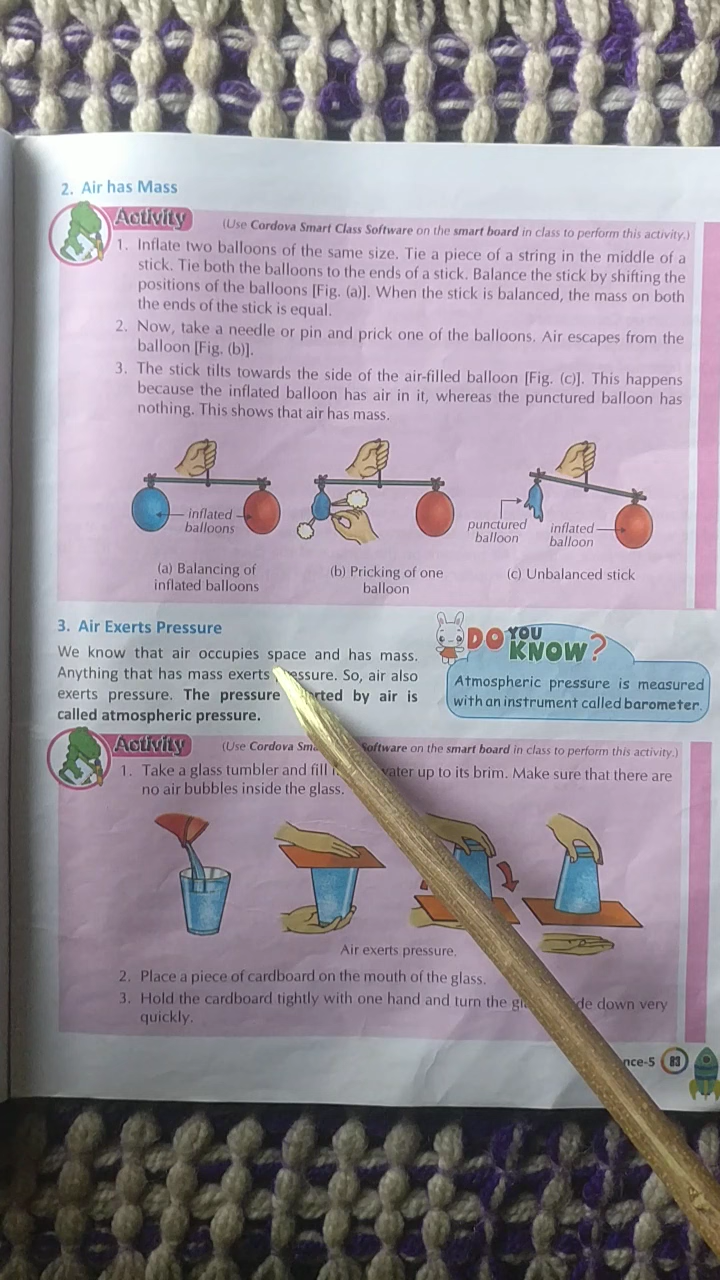 2. Air has Mass
Activity
(Use Cordova Smart Class Software on the smart board in class to perform this activity.)
1. Inflate two balloons of the same size. Tie a piece of a string in the middle of a
stick. Tie both the balloons to the ends of a stick. Balance the stick by shifting the
positions of the balloons [Fig. (a)]. When the stick is balanced, the mass on both
the ends of the stick is equal.
2. Now, take a needle or pin and prick one of the balloons. Air escapes from the
balloon [Fig. (b)].
3. The stick tilts towards the side of the air-filled balloon [Fig. (c)]. This happens
because the inflated balloon has air in it, whereas the punctured balloon has
nothing. This shows that air has mass.
inflated
balloons
punctured
balloon
inflated
balloon
(a) Balancing of
inflated balloons
(b) Pricking of one
balloon
(c) Unbalanced stick
3. Air Exerts Pressure
We know that air occupies space and has mass.
Anything that has mass exerts So, air also
exerts pressure. The pressure by air is
called atmospheric pressure.
DO YOU
KNOW?
Atmospheric pressure is measured
with an instrument called barometer.
Activity
(Use Cordova Software on the smart board in class to perform this activity.)
1. Take a glass tumbler and fill water up to its brim. Make sure that there are
no air bubbles inside the glass.
Air exerts pressure.
2. Place a piece of cardboard on the mouth of the glass.
3. Hold the cardboard tightly with one hand and turn the down very
quickly.
83